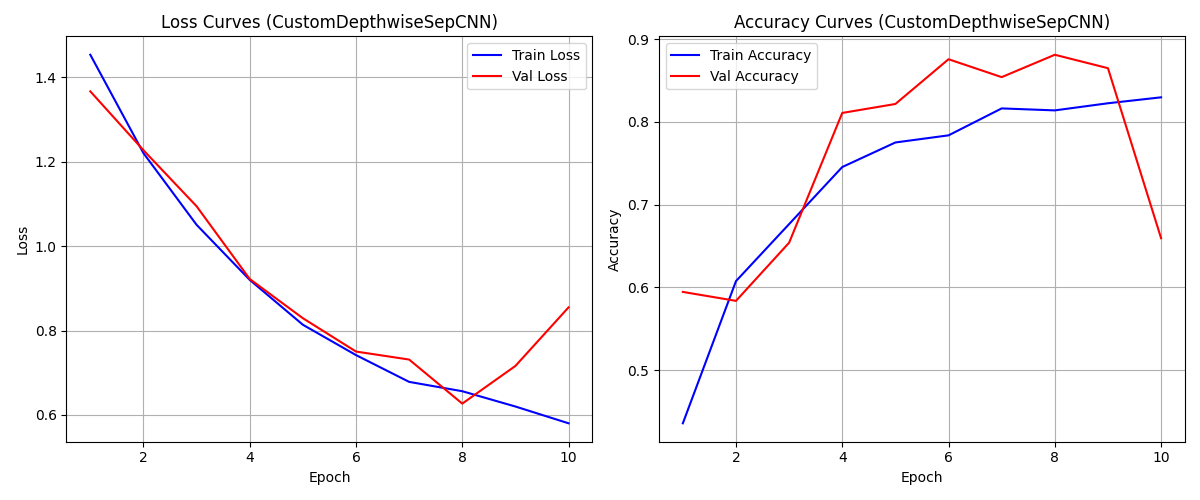 Loss Curves (CustomDepthwiseSepCNN)
Train Loss
Val Loss
1.4
1.2
1.0
0.8
0.6
Loss
2 4 6 8 10
Epoch
Accuracy Curves (CustomDepthwiseSepCNN)
Train Accuracy
Val Accuracy
0.9
0.8
0.7
0.6
0.5
Accuracy
2 4 6 8 10
Epoch